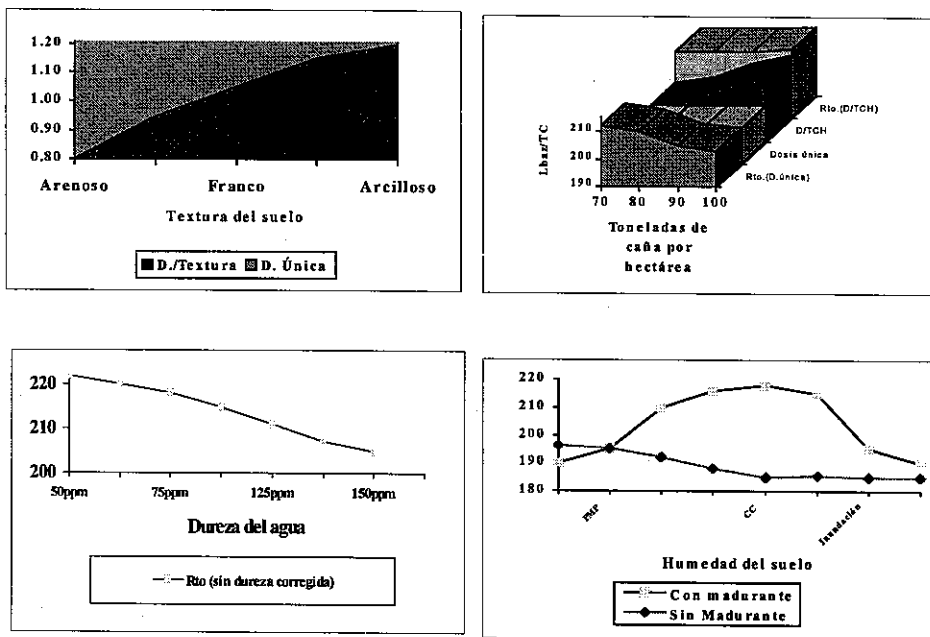 1.20
1.10
1.00
0.90
0.80
Arenoso Franco Arcilloso
Textura del suelo
D./Textura D. Única
Lbaz/TC
210
200
190
70 80 90 100
Toneladas de
caña por
hectárea
Rto.(D/TCH)
D/TCH
Dosis única
Rto.(D.única)
220
210
200
50ppm 75ppm 125ppm 150ppm
Dureza del agua
Rto (sin dureza corregida)
220
210
200
190
180
PMP CC Inundación
Humedad del suelo
Con madurante
Sin Madurante